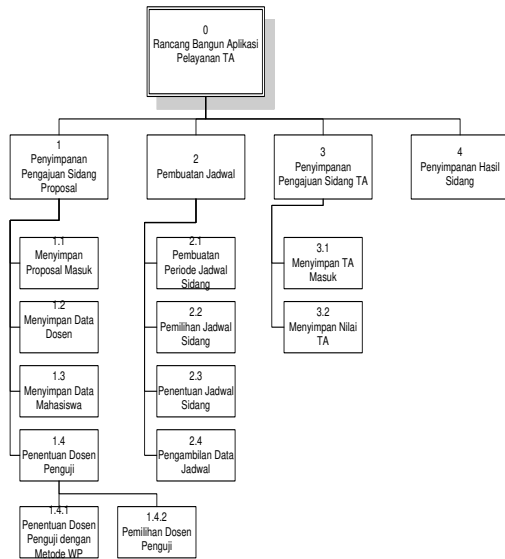 0
Rancang Bangun Aplikasi
Pelayanan TA
1
Penyimpanan
Pengajuan Sidang
Proposal
2
Pembuatan Jadwal
3
Penyimpanan
Pengajuan Sidang TA
4
Penyimpanan Hasil
Sidang
1.1
Menyimpan
Proposal Masuk
1.2
Menyimpan Data
Dosen
1.3
Menyimpan Data
Mahasiswa
1.4
Penentuan Dosen
Penguji
1.4.1
Penentuan Dosen
Penguji dengan
Metode WP
1.4.2
Pemilihan Dosen
Penguji
2.1
Pembuatan
Periode Jadwal
Sidang
2.2
Pemilihan Jadwal
Sidang
2.3
Penentuan Jadwal
Sidang
2.4
Pengambilan Data
Jadwal
3.1
Menyimpan TA
Masuk
3.2
Menyimpan Nilai
TA